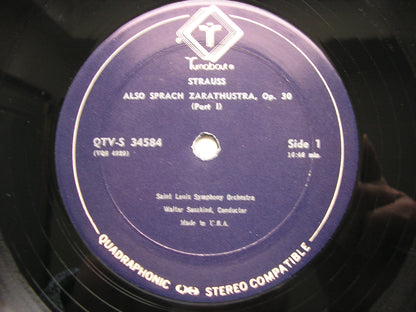 Turnabout
STRAUSS
ALSO SPRACH ZARATHUSTRA, Op. 30
(Part I)
QTV-S 34584
Side 1
Saint Louis Symphony Orchestra
Walter Susskind, Conductor
Made in U.S.A.
QUADRAPHONIC STEREO COMPATIBLE